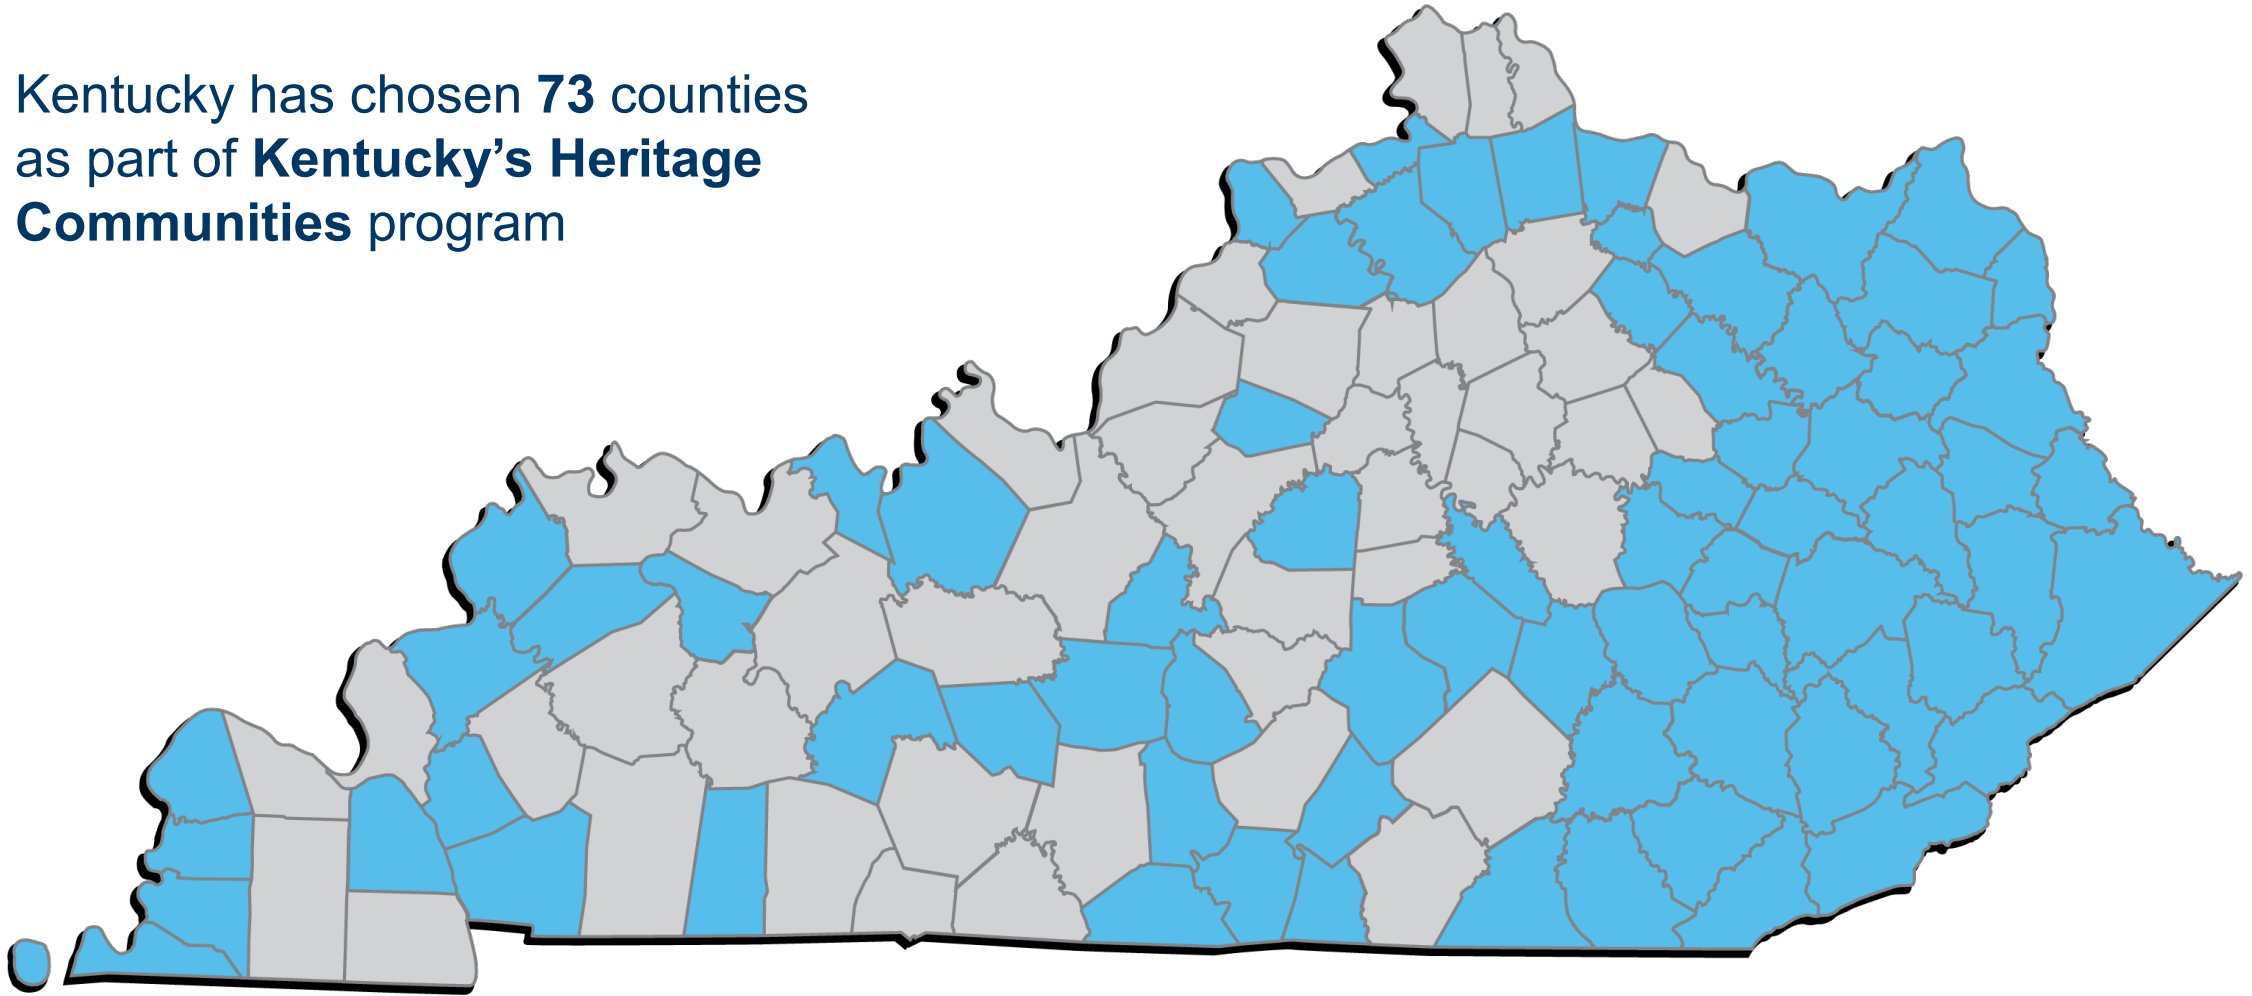 Kentucky has chosen 73 counties
as part of Kentucky’s Heritage
Communities program